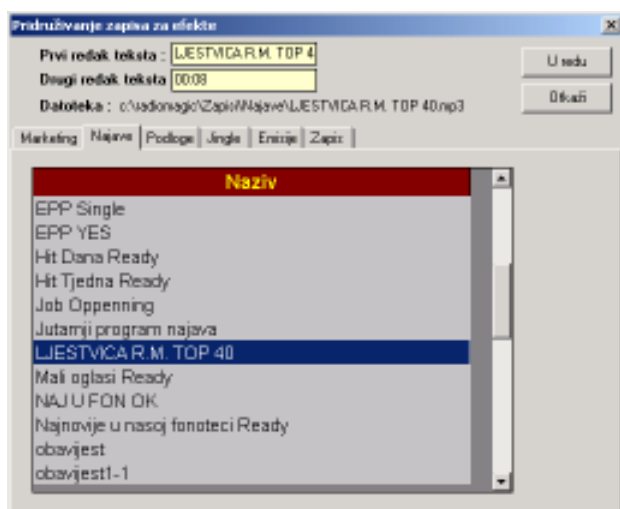 Pridruživanje zapisa za efekte
Prvi redak teksta : LJESTVICA R.M. TOP 4
Drugi redak teksta 00:08
Datoteka : c:\radiomagic\Zapisi\Najave\LJESTVICA R.M. TOP 40.mp3
U redu
Otkaži
Marketing Najave Podloge Jingle Emisije Zapis
Naziv
EPP Single
EPP YES
Hit Dana Ready
Hit Tjedna Ready
Job Oppenning
Jutarnji program najava
LJESTVICA R.M. TOP 40
Mali oglasi Ready
NAJ U FON OK
Najnovije u nasoj fonoteci Ready
obavijest
obavijest1-1